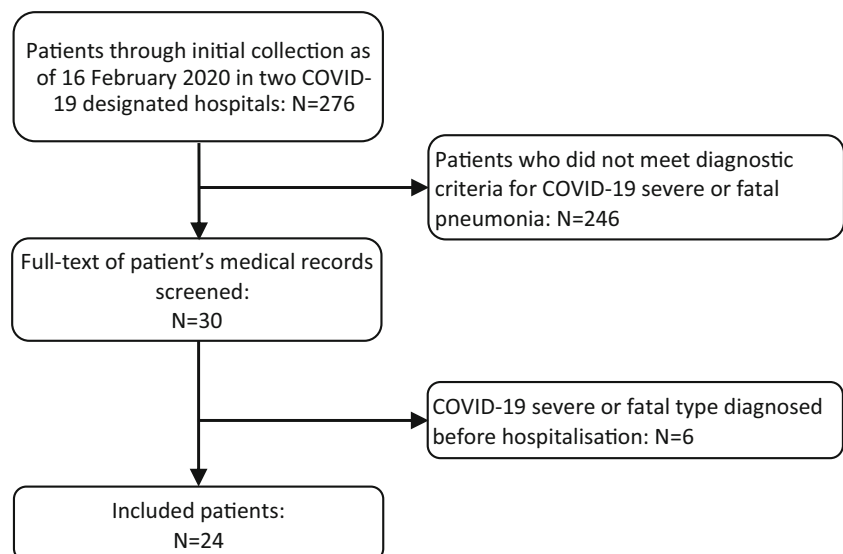 Patients through initial collection as
of 16 February 2020 in two COVID-
19 designated hospitals: N=276
Patients who did not meet diagnostic
criteria for COVID-19 severe or fatal
pneumonia: N=246
Full-text of patient's medical records
screened:
N=30
COVID-19 severe or fatal type diagnosed
before hospitalisation: N=6
Included patients:
N=24